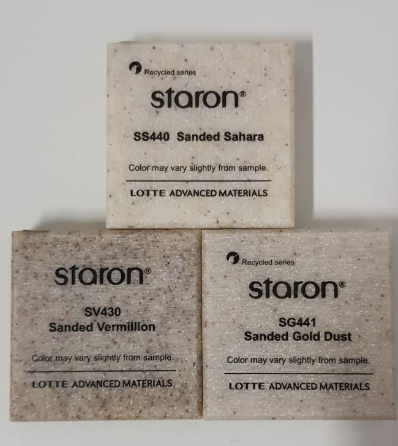 Recycled series
staron®
SS440 Sanded Sahara
Color may vary slightly from sample.
LOTTE ADVANCED MATERIALS
staron®
SV430
Sanded Vermillion
Color may vary slightly from sample.
LOTTE ADVANCED MATERIALS
Recycled series
staron®
SG441
Sanded Gold Dust
Color may vary slightly from sample.
LOTTE ADVANCED MATERIALS